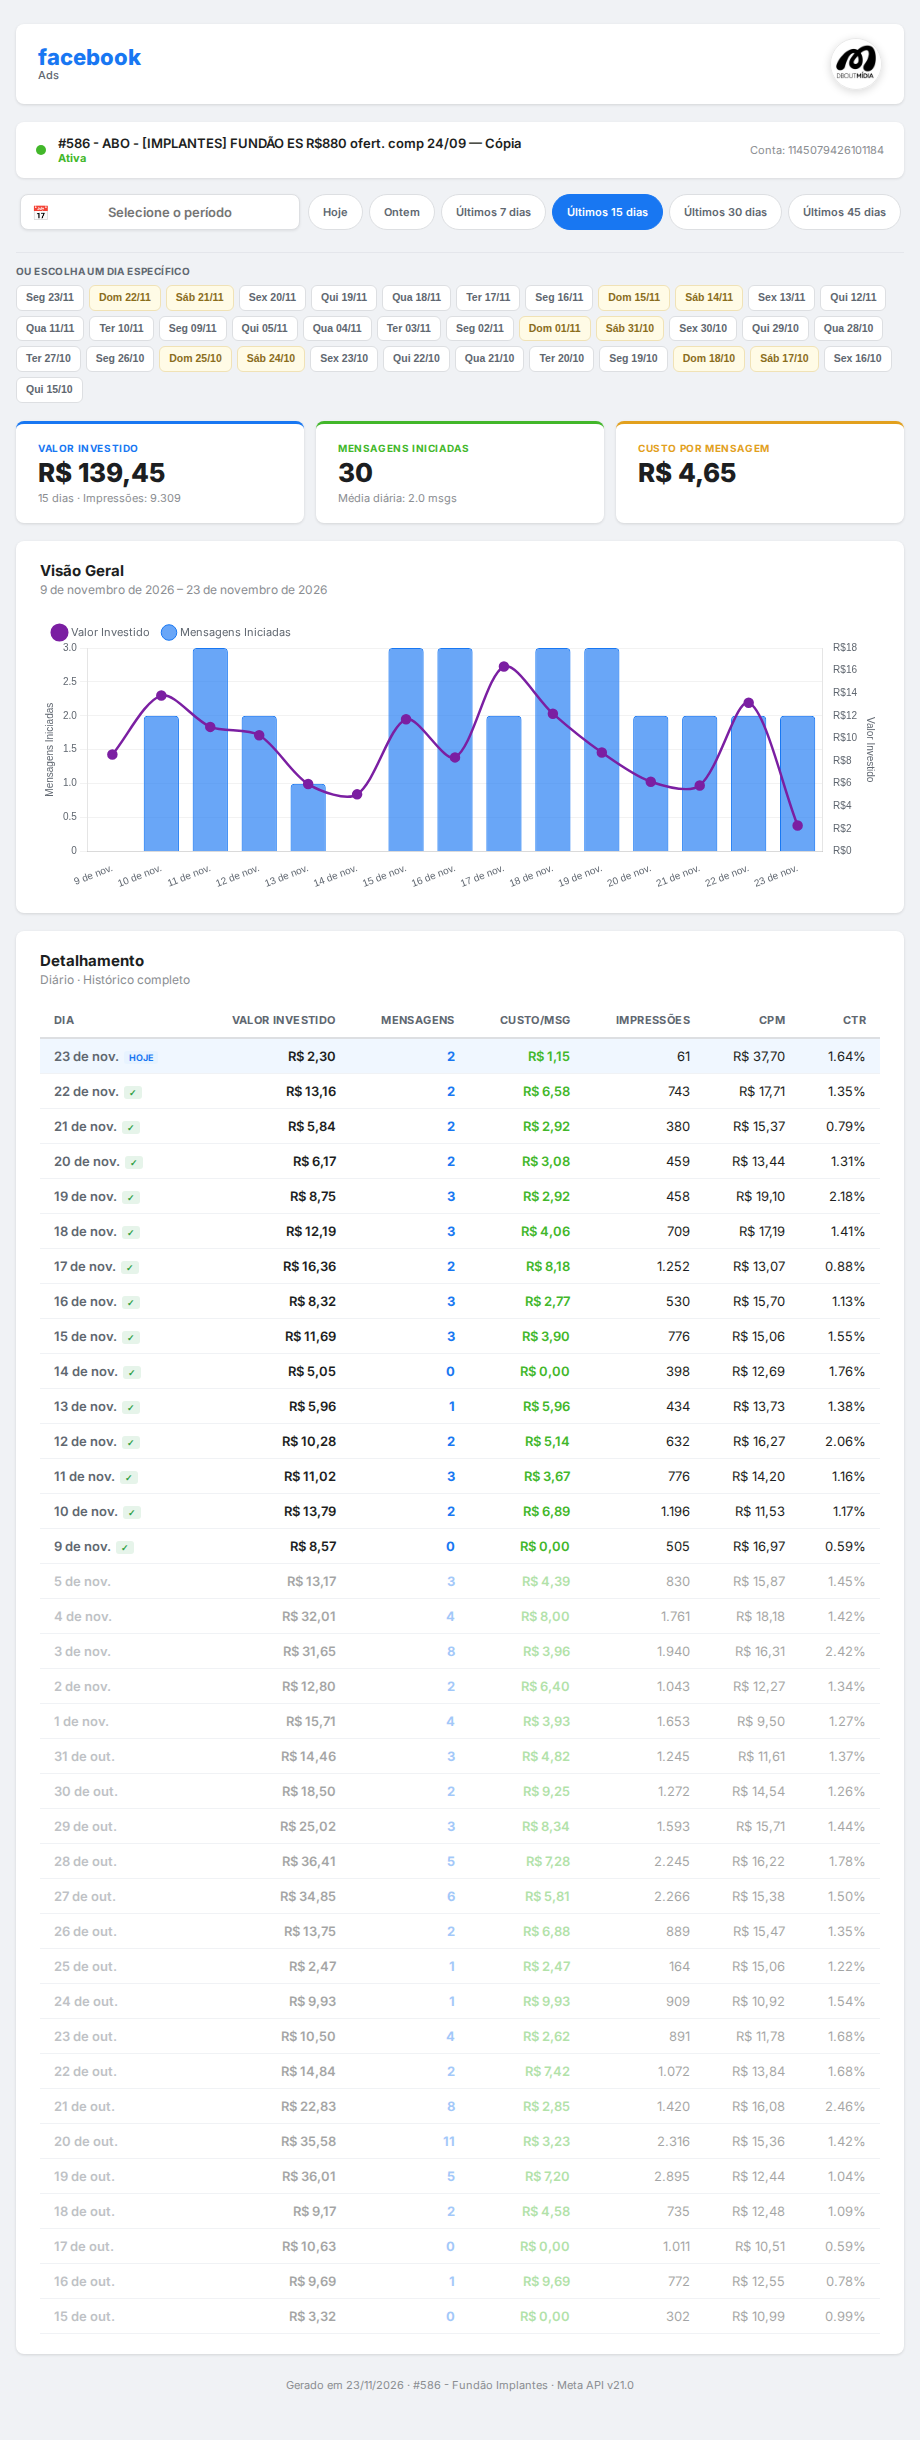 facebook
Ads
DBOUTMÍDIA
#586 - ABO - [IMPLANTES] FUNDÃO ES R$880 ofert. comp 24/09 — Cópia
Ativa
Conta: 1145079426101184
Selecione o período Hoje Ontem Últimos 7 dias Últimos 15 dias Últimos 30 dias Últimos 45 dias
OU ESCOLHA UM DIA ESPECÍFICO
Seg 23/11 Dom 22/11 Sáb 21/11 Sex 20/11 Qui 19/11 Qua 18/11 Ter 17/11 Seg 16/11 Dom 15/11 Sáb 14/11 Sex 13/11 Qui 12/11
Qua 11/11 Ter 10/11 Seg 09/11 Qui 05/11 Qua 04/11 Ter 03/11 Seg 02/11 Dom 01/11 Sáb 31/10 Sex 30/10 Qui 29/10 Qua 28/10
Ter 27/10 Seg 26/10 Dom 25/10 Sáb 24/10 Sex 23/10 Qui 22/10 Qua 21/10 Ter 20/10 Seg 19/10 Dom 18/10 Sáb 17/10 Sex 16/10
Qui 15/10
VALOR INVESTIDO
R$ 139,45
15 dias · Impressões: 9.309
MENSAGENS INICIADAS
30
Média diária: 2.0 msgs
CUSTO POR MENSAGEM
R$ 4,65
Visão Geral
9 de novembro de 2026 – 23 de novembro de 2026
Valor Investido Mensagens Iniciadas
Mensagens Iniciadas
3.0
2.5
2.0
1.5
1.0
0.5
0
R$18
R$16
R$14
R$12
R$10
R$8
R$6
R$4
R$2
R$0
Valor Investido
9 de nov. 10 de nov. 11 de nov. 12 de nov. 13 de nov. 14 de nov. 15 de nov. 16 de nov. 17 de nov. 18 de nov. 19 de nov. 20 de nov. 21 de nov. 22 de nov. 23 de nov.
Detalhamento
Diário · Histórico completo
DIA VALOR INVESTIDO MENSAGENS CUSTO/MSG IMPRESSÕES CPM CTR
23 de nov. HOJE R$ 2,30 2 R$ 1,15 61 R$ 37,70 1.64%
22 de nov. ✓ R$ 13,16 2 R$ 6,58 743 R$ 17,71 1.35%
21 de nov. ✓ R$ 5,84 2 R$ 2,92 380 R$ 15,37 0.79%
20 de nov. ✓ R$ 6,17 2 R$ 3,08 459 R$ 13,44 1.31%
19 de nov. ✓ R$ 8,75 3 R$ 2,92 458 R$ 19,10 2.18%
18 de nov. ✓ R$ 12,19 3 R$ 4,06 709 R$ 17,19 1.41%
17 de nov. ✓ R$ 16,36 2 R$ 8,18 1.252 R$ 13,07 0.88%
16 de nov. ✓ R$ 8,32 3 R$ 2,77 530 R$ 15,70 1.13%
15 de nov. ✓ R$ 11,69 3 R$ 3,90 776 R$ 15,06 1.55%
14 de nov. ✓ R$ 5,05 0 R$ 0,00 398 R$ 12,69 1.76%
13 de nov. ✓ R$ 5,96 1 R$ 5,96 434 R$ 13,73 1.38%
12 de nov. ✓ R$ 10,28 2 R$ 5,14 632 R$ 16,27 2.06%
11 de nov. ✓ R$ 11,02 3 R$ 3,67 776 R$ 14,20 1.16%
10 de nov. ✓ R$ 13,79 2 R$ 6,89 1.196 R$ 11,53 1.17%
9 de nov. ✓ R$ 8,57 0 R$ 0,00 505 R$ 16,97 0.59%
5 de nov. R$ 13,17 3 R$ 4,39 830 R$ 15,87 1.45%
4 de nov. R$ 32,01 4 R$ 8,00 1.761 R$ 18,18 1.42%
3 de nov. R$ 31,65 8 R$ 3,96 1.940 R$ 16,31 2.42%
2 de nov. R$ 12,80 2 R$ 6,40 1.043 R$ 12,27 1.34%
1 de nov. R$ 15,71 4 R$ 3,93 1.653 R$ 9,50 1.27%
31 de out. R$ 14,46 3 R$ 4,82 1.245 R$ 11,61 1.37%
30 de out. R$ 18,50 2 R$ 9,25 1.272 R$ 14,54 1.26%
29 de out. R$ 25,02 3 R$ 8,34 1.593 R$ 15,71 1.44%
28 de out. R$ 36,41 5 R$ 7,28 2.245 R$ 16,22 1.78%
27 de out. R$ 34,85 6 R$ 5,81 2.266 R$ 15,38 1.50%
26 de out. R$ 13,75 2 R$ 6,88 889 R$ 15,47 1.35%
25 de out. R$ 2,47 1 R$ 2,47 164 R$ 15,06 1.22%
24 de out. R$ 9,93 1 R$ 9,93 909 R$ 10,92 1.54%
23 de out. R$ 10,50 4 R$ 2,62 891 R$ 11,78 1.68%
22 de out. R$ 14,84 2 R$ 7,42 1.072 R$ 13,84 1.68%
21 de out. R$ 22,83 8 R$ 2,85 1.420 R$ 16,08 2.46%
20 de out. R$ 35,58 11 R$ 3,23 2.316 R$ 15,36 1.42%
19 de out. R$ 36,01 5 R$ 7,20 2.895 R$ 12,44 1.04%
18 de out. R$ 9,17 2 R$ 4,58 735 R$ 12,48 1.09%
17 de out. R$ 10,63 0 R$ 0,00 1.011 R$ 10,51 0.59%
16 de out. R$ 9,69 1 R$ 9,69 772 R$ 12,55 0.78%
15 de out. R$ 3,32 0 R$ 0,00 302 R$ 10,99 0.99%
Gerado em 23/11/2026 · #586 - Fundão Implantes · Meta API v21.0